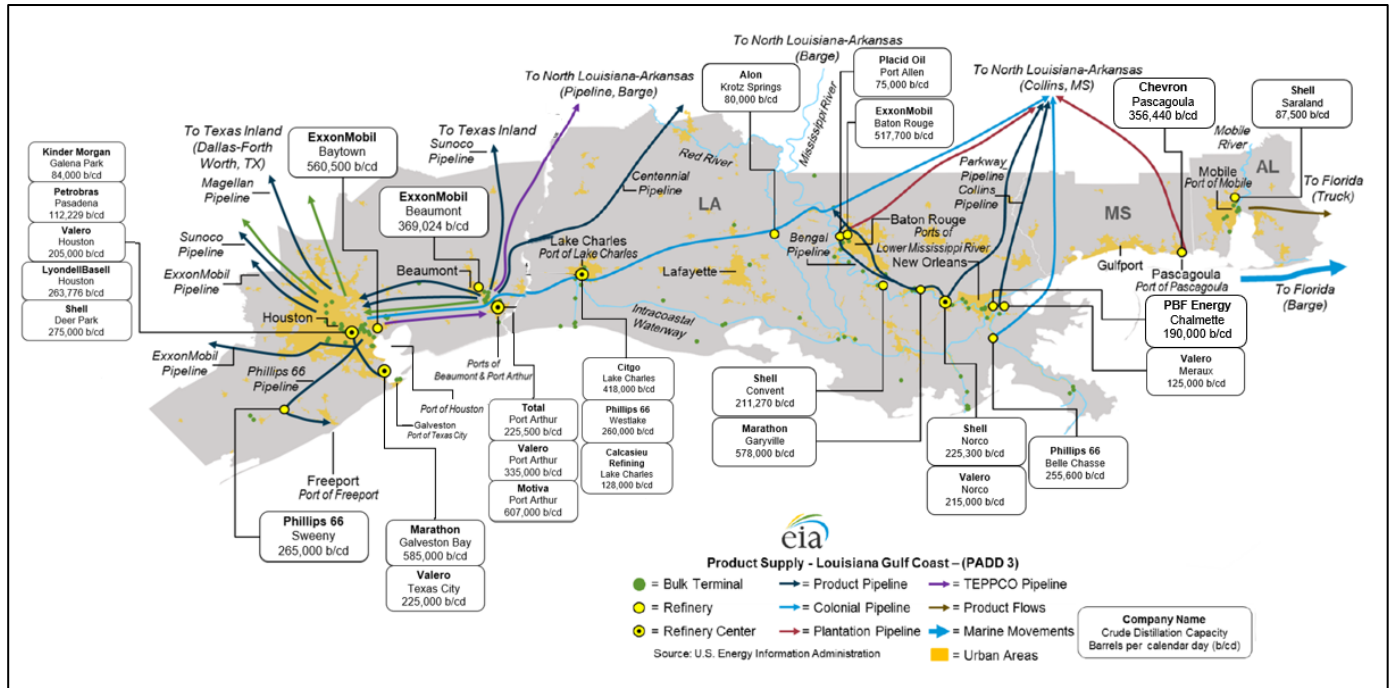 To North Louisiana-Arkansas
(Barge)
Placid Oil
Port Allen
75,000 b/cd
To North Louisiana-Arkansas
(Collins, MS)
Alon
Krotz Springs
80,000 b/cd
To North Louisiana-Arkansas
(Pipeline, Barge)
Chevron
Pascagoula
356,440 b/cd
Shell
Saraland
87,500 b/cd
ExxonMobil
Baton Rouge
517,700 b/cd
Mississippi River
To Texas Inland
(Dallas-Forth
Worth, TX)
Magellan
Pipeline
ExxonMobil
Baytown
560,500 b/cd
To Texas Inland
Sunoco
Pipeline
Mobile
River
AL
Kinder Morgan
Galena Park
84,000 b/cd
Petrobras
Pasadena
112,229 b/cd
Valero
Houston
205,000 b/cd
LyondellBasell
Houston
263,776 b/cd
Shell
Deer Park
275,000 b/cd
Red River
Centennial
Pipeline
Parkway
Pipeline
Collins
Pipeline
Mobile
Port of Mobile
To Florida
(Truck)
ExxonMobil
Beaumont
369,024 b/cd
LA
MS
Sunoco
Pipeline
ExxonMobil
Pipeline
Beaumont
Lake Charles
Port of Lake Charles
Lafayette
Bengal
Pipeline
Baton Rouge
Ports of
Lower Mississippi River
New Orleans
Gulfport
Pascagoula
Port of Pascagoula
To Florida
(Barge)
Houston
Intracoastal
Waterway
ExxonMobil
Pipeline
Phillips 66
Pipeline
Ports of
Beaumont & Port Arthur
Port of Houston
Galveston
Port of Texas City
Freeport
Port of Freeport
PBF Energy
Chalmette
190,000 b/cd
Valero
Meraux
125,000 b/cd
Citgo
Lake Charles
418,000 b/cd
Phillips 66
Westlake
260,000 b/cd
Calcasieu
Refining
Lake Charles
128,000 b/cd
Shell
Convent
211,270 b/cd
Marathon
Garyville
578,000 b/cd
Total
Port Arthur
225,500 b/cd
Valero
Port Arthur
335,000 b/cd
Motiva
Port Arthur
607,000 b/cd
Shell
Norco
225,300 b/cd
Valero
Norco
215,000 b/cd
Phillips 66
Belle Chasse
255,600 b/cd
Phillips 66
Sweeny
265,000 b/cd
Marathon
Galveston Bay
585,000 b/cd
Valero
Texas City
225,000 b/cd
eia
Product Supply - Louisiana Gulf Coast – (PADD 3)
= Bulk Terminal
= Product Pipeline
= TEPPCO Pipeline
= Refinery
= Colonial Pipeline
= Product Flows
= Refinery Center
= Plantation Pipeline
= Marine Movements
Source: U.S. Energy Information Administration
= Urban Areas
Company Name
Crude Distillation Capacity
Barrels per calendar day (b/cd)